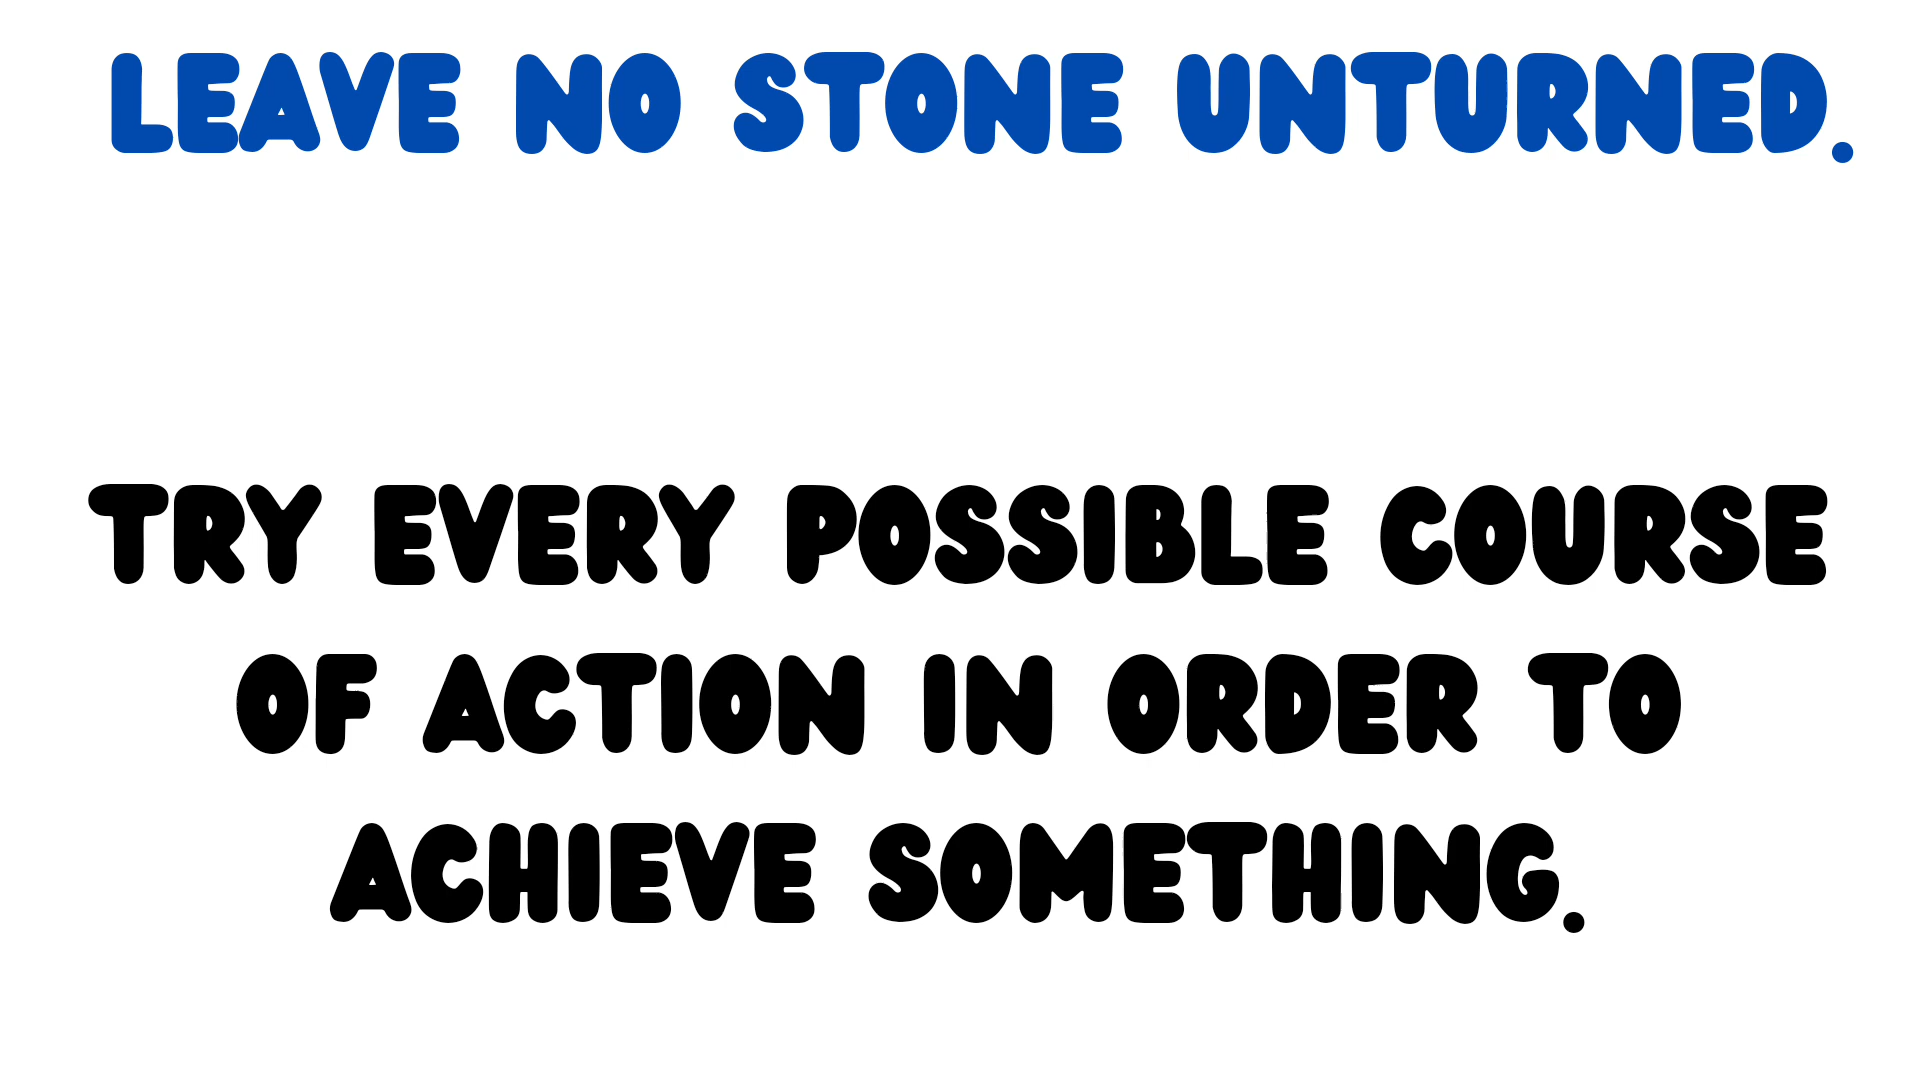 LEAVE NO STONE UNTURNED.
TRY EVERY POSSIBLE COURSE
OF ACTION IN ORDER TO
ACHIEVE SOMETHING.